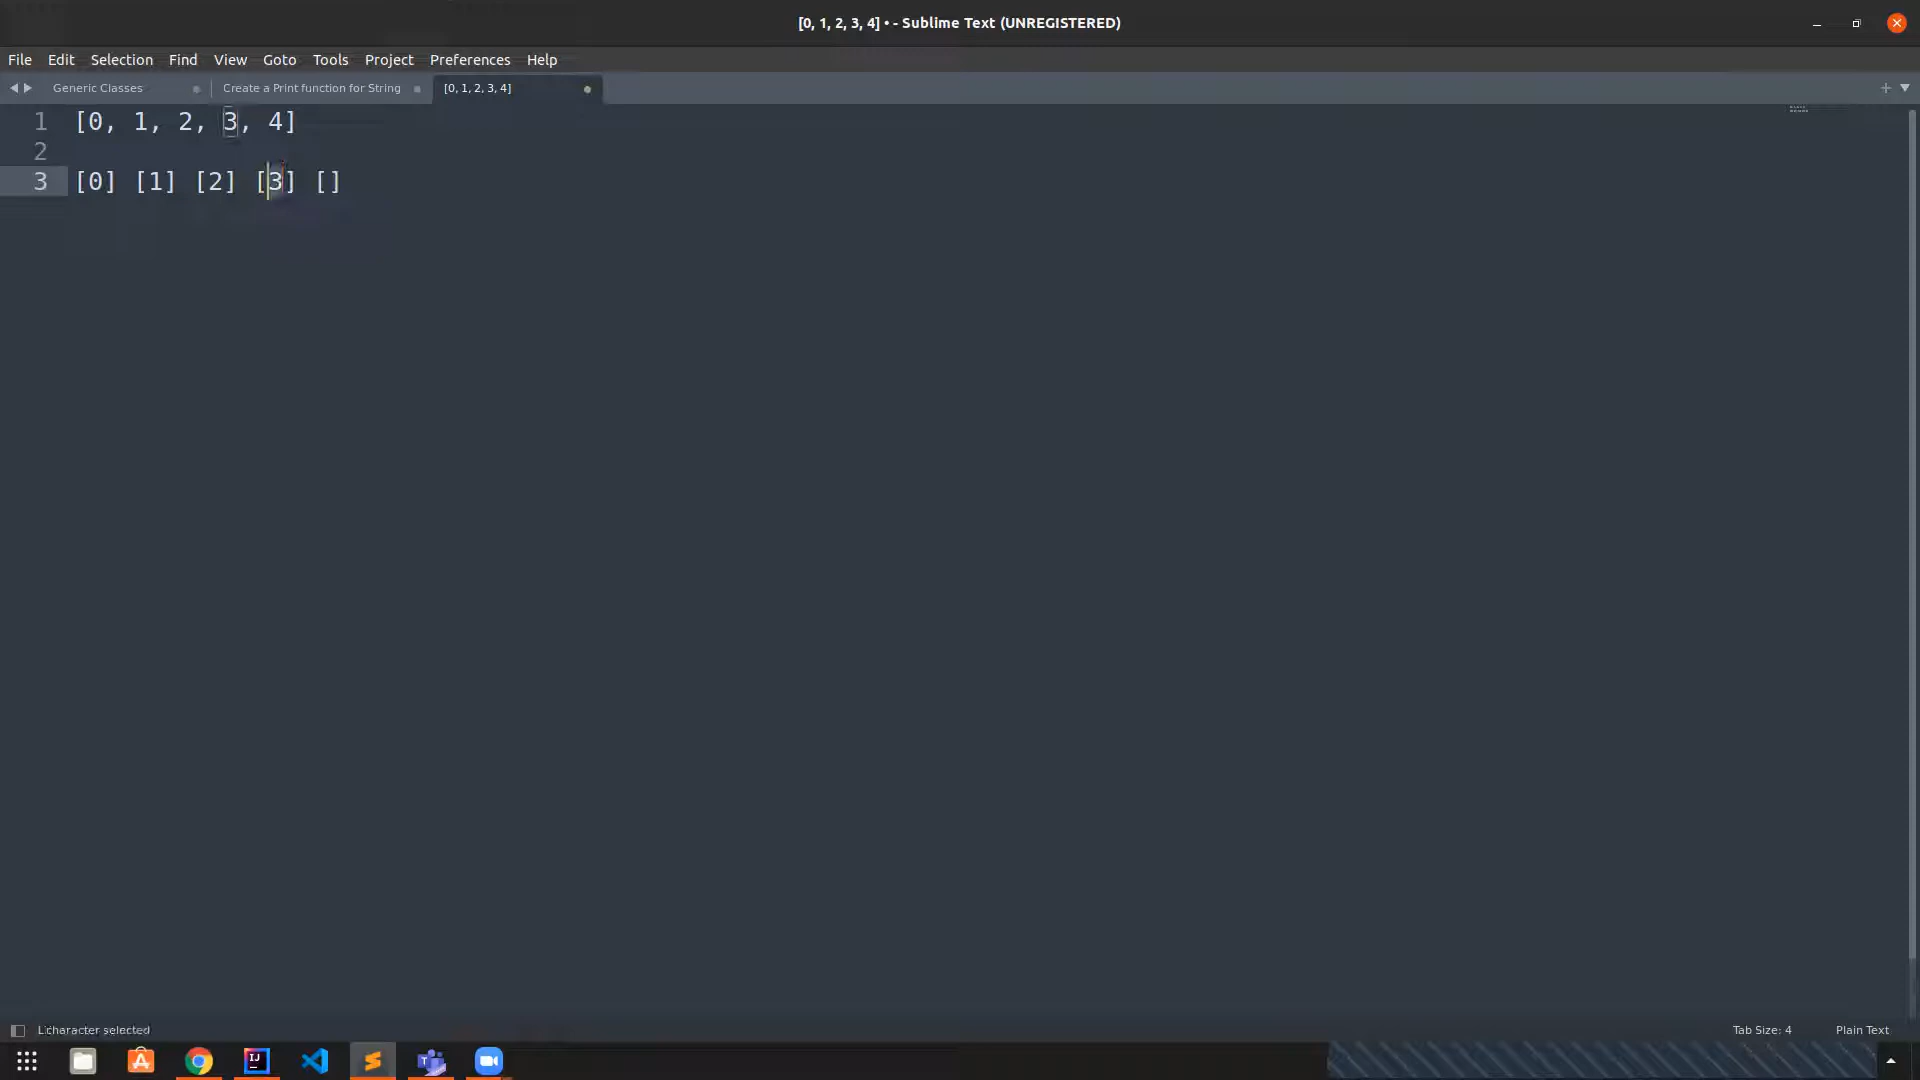 [0, 1, 2, 3, 4] • - Sublime Text (UNREGISTERED)
File Edit Selection Find View Goto Tools Project Preferences Help
Generic Classes Create a Print function for String [0, 1, 2, 3, 4]
1 [0, 1, 2, 3, 4]
2
3 [0] [1] [2] [3] []
character selected Tab Size: 4 Plain Text